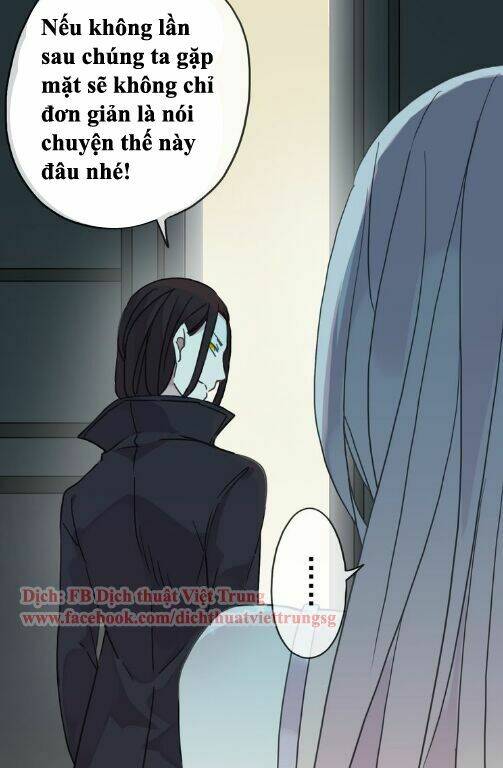 Nếu không lần
sau chúng ta gặp
mặt sẽ không chỉ
đơn giản là nói
chuyện thế này
đâu nhé!
.......
Dịch: FB Dịch thuật Việt Trung
www.facebook.com/dichthuatviettrungsg